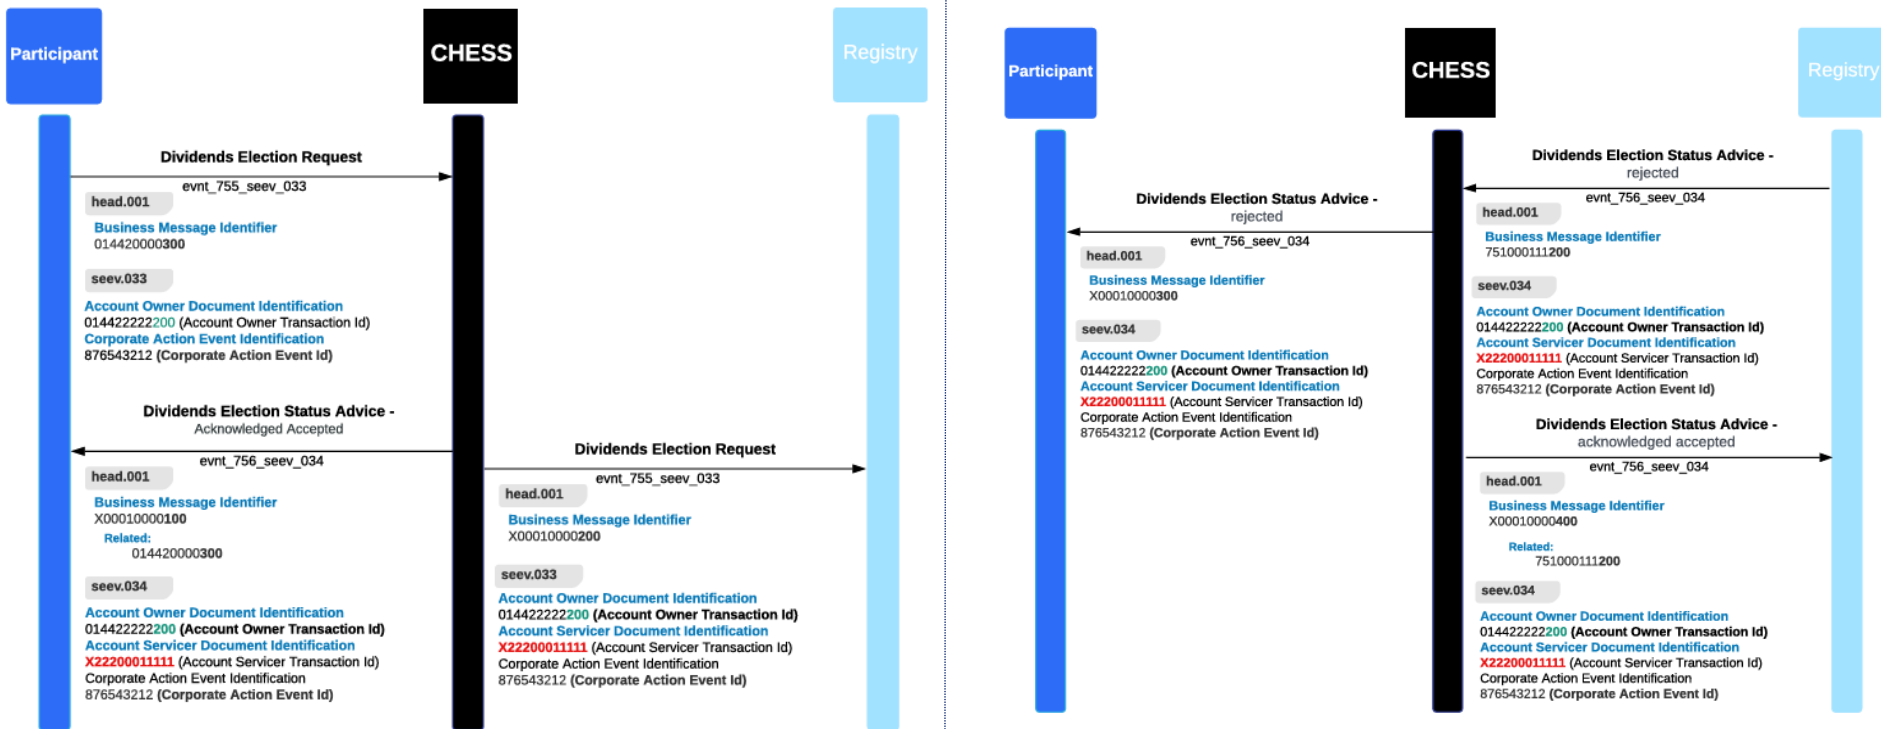 Participant
CHESS
Registry
Dividends Election Request
evnt_755_seev_033
head.001
Business Message Identifier
014420000300
seev.033
Account Owner Document Identification
014422222200 (Account Owner Transaction Id)
Corporate Action Event Identification
876543212 (Corporate Action Event Id)
Dividends Election Status Advice -
Acknowledged Accepted
evnt_756_seev_034
head.001
Business Message Identifier
X00010000100
Related:
014420000300
seev.034
Account Owner Document Identification
014422222200 (Account Owner Transaction Id)
Account Servicer Document Identification
X22200011111 (Account Servicer Transaction Id)
Corporate Action Event Identification
876543212 (Corporate Action Event Id)
Dividends Election Request
evnt_755_seev_033
head.001
Business Message Identifier
X00010000200
seev.033
Account Owner Document Identification
014422222200 (Account Owner Transaction Id)
Account Servicer Document Identification
X22200011111 (Account Servicer Transaction Id)
Corporate Action Event Identification
876543212 (Corporate Action Event Id)
Participant
CHESS
Registry
Dividends Election Status Advice -
rejected
evnt_756_seev_034
head.001
Business Message Identifier
751000111200
seev.034
Account Owner Document Identification
014422222200 (Account Owner Transaction Id)
Account Servicer Document Identification
X22200011111 (Account Servicer Transaction Id)
Corporate Action Event Identification
876543212 (Corporate Action Event Id)
Dividends Election Status Advice -
rejected
evnt_756_seev_034
head.001
Business Message Identifier
X00010000300
seev.034
Account Owner Document Identification
014422222200 (Account Owner Transaction Id)
Account Servicer Document Identification
X22200011111 (Account Servicer Transaction Id)
Corporate Action Event Identification
876543212 (Corporate Action Event Id)
Dividends Election Status Advice -
acknowledged accepted
evnt_756_seev_034
head.001
Business Message Identifier
X00010000400
Related:
751000111200
seev.034
Account Owner Document Identification
014422222200 (Account Owner Transaction Id)
Account Servicer Document Identification
X22200011111 (Account Servicer Transaction Id)
Corporate Action Event Identification
876543212 (Corporate Action Event Id)